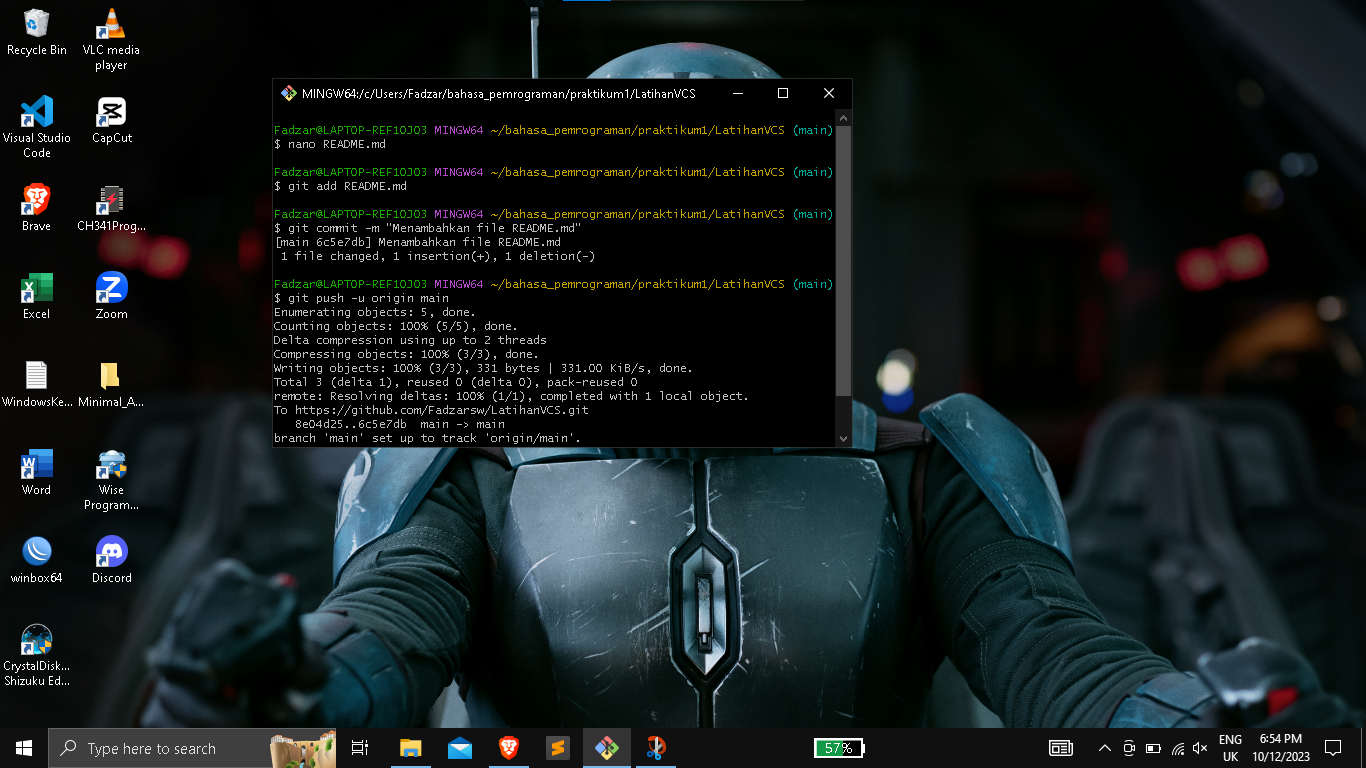 Recycle Bin
VLC media
player
Visual Studio
Code
CapCut
Brave
CH341Prog...
Excel
Zoom
WindowsKe...
Minimal_A...
Word
Wise
Program...
winbox64
Discord
CrystalDisk...
Shizuku Ed...
MINGW64:/c/Users/Fadzar/bahasa_pemrograman/praktikum1/LatihanVCS
Fadzar@LAPTOP-REF1OJO3 MINGW64 ~/bahasa_pemrograman/praktikum1/LatihanVCS (main)
$ nano README.md
Fadzar@LAPTOP-REF1OJO3 MINGW64 ~/bahasa_pemrograman/praktikum1/LatihanVCS (main)
$ git add README.md
Fadzar@LAPTOP-REF1OJO3 MINGW64 ~/bahasa_pemrograman/praktikum1/LatihanVCS (main)
$ git commit -m "Menambahkan file README.md"
[main 6c5e7db] Menambahkan file README.md
1 file changed, 1 insertion(+), 1 deletion(-)
Fadzar@LAPTOP-REF1OJO3 MINGW64 ~/bahasa_pemrograman/praktikum1/LatihanVCS (main)
$ git push -u origin main
Enumerating objects: 5, done.
Counting objects: 100% (5/5), done.
Delta compression using up to 2 threads
Compressing objects: 100% (3/3), done.
Writing objects: 100% (3/3), 331 bytes | 331.00 KiB/s, done.
Total 3 (delta 1), reused 0 (delta 0), pack-reused 0
remote: Resolving deltas: 100% (1/1), completed with 1 local object.
To https://github.com/Fadzarsw/LatihanVCS.git
8e04d25..6c5e7db  main -> main
branch 'main' set up to track 'origin/main'.
Type here to search
57%
ENG
UK
6:54 PM
10/12/2023